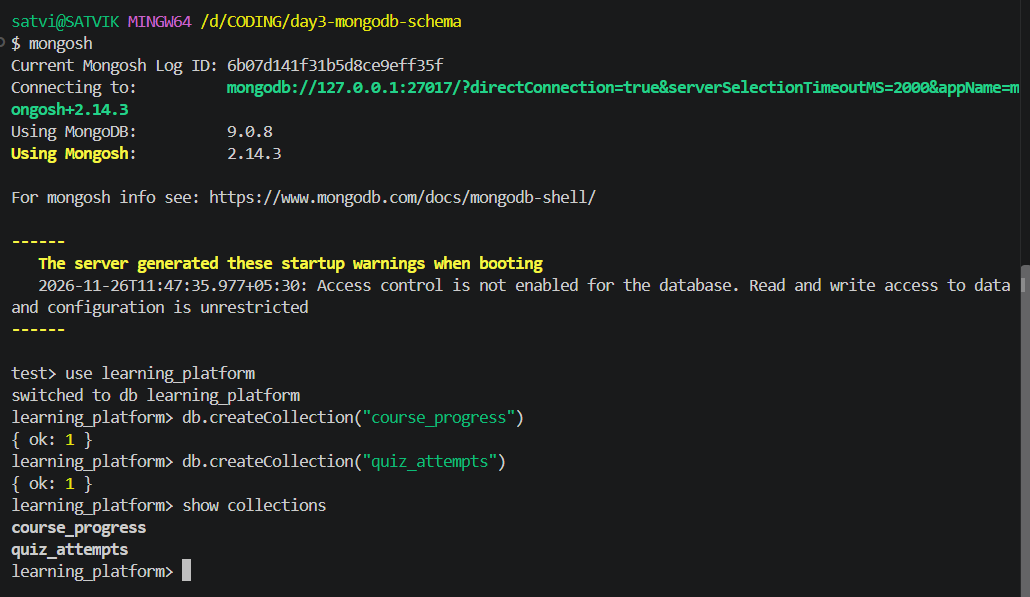 satvi@SATVIK MINGW64 /d/CODING/day3-mongodb-schema
$ mongosh
Current Mongosh Log ID: 6b07d141f31b5d8ce9eff35f
Connecting to: mongodb://127.0.0.1:27017/?directConnection=true&serverSelectionTimeoutMS=2000&appName=m
ongosh+2.14.3
Using MongoDB: 9.0.8
Using Mongosh: 2.14.3
For mongosh info see: https://www.mongodb.com/docs/mongodb-shell/
------
The server generated these startup warnings when booting
2026-11-26T11:47:35.977+05:30: Access control is not enabled for the database. Read and write access to data
and configuration is unrestricted
------
test> use learning_platform
switched to db learning_platform
learning_platform> db.createCollection("course_progress")
{ ok: 1 }
learning_platform> db.createCollection("quiz_attempts")
{ ok: 1 }
learning_platform> show collections
course_progress
quiz_attempts
learning_platform>